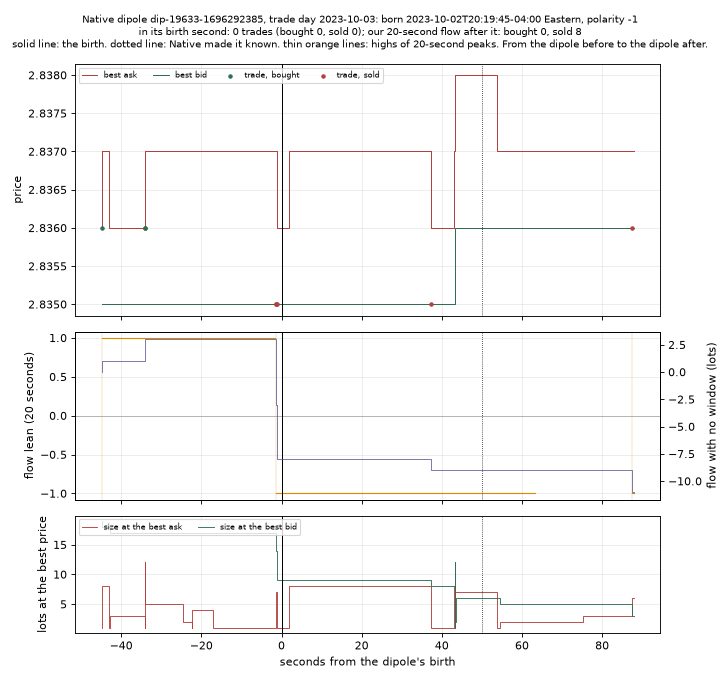 Native dipole dip-19633-1696292385, trade day 2023-10-03: born 2023-10-02T20:19:45-04:00 Eastern, polarity -1
in its birth second: 0 trades (bought 0, sold 0); our 20-second flow after it: bought 0, sold 8
solid line: the birth. dotted line: Native made it known. thin orange lines: highs of 20-second peaks. From the dipole before to the dipole after.
best ask best bid trade, bought trade, sold
2.8380
2.8375
2.8370
2.8365
2.8360
2.8355
2.8350
price
1.0
0.5
0.0
−0.5
−1.0
flow lean (20 seconds)
2.5
0.0
−2.5
−5.0
−7.5
−10.0
flow with no window (lots)
size at the best ask size at the best bid
15
10
5
lots at the best price
−40 −20 0 20 40 60 80
seconds from the dipole's birth